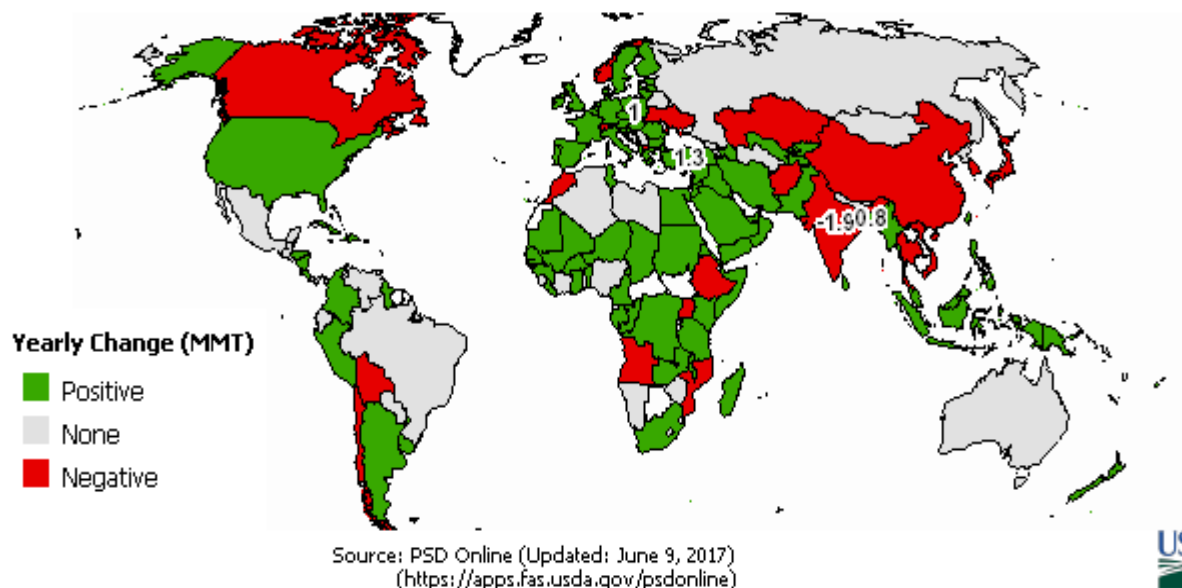 1
1.3
-1.9
0.8
Yearly Change (MMT)
Positive
None
Negative
Source: PSD Online (Updated: June 9, 2017)
(https://apps.fas.usda.gov/psdonline)
US